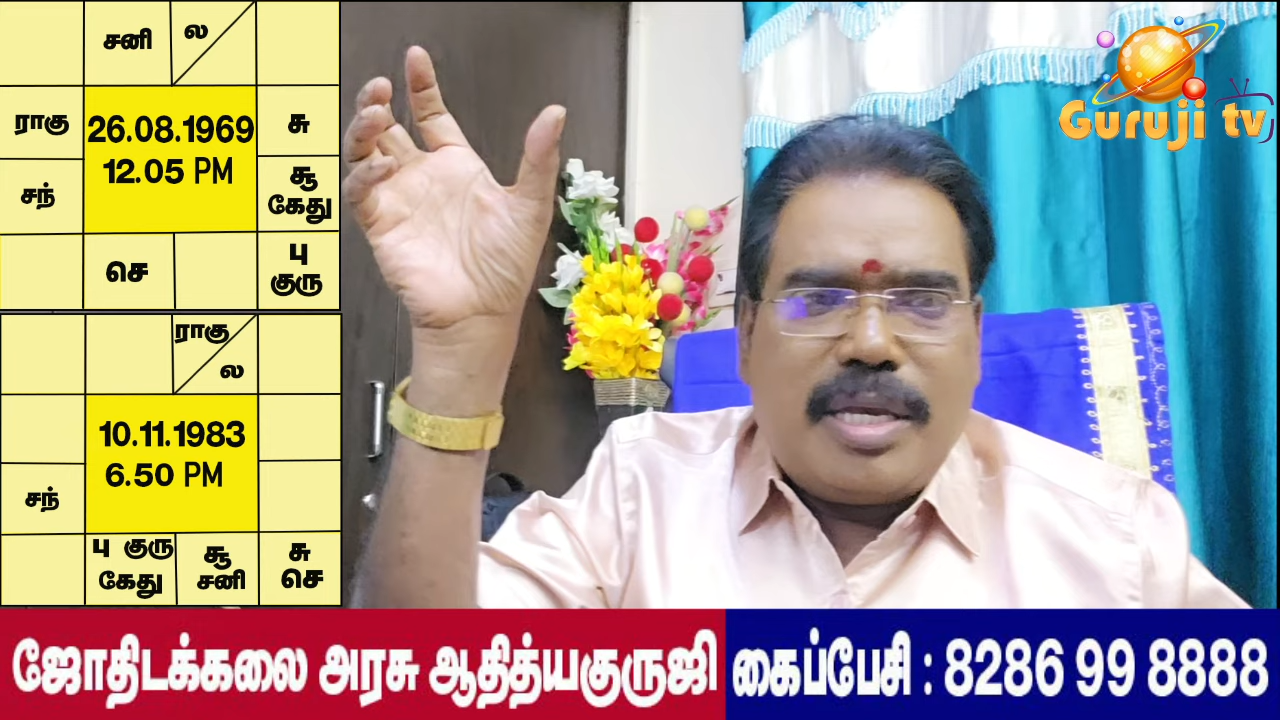 சனி
ல
ராகு
26.08.1969
சு
12.05 PM
சந்
சூ
கேது
செ
பு
குரு
Guruji tv
ராகு
ல
10.11.1983
6.50 PM
சந்
பு குரு
கேது
சூ
சனி
சு
செ
ஜோதிடக்கலை அரசு ஆதித்யகுருஜி
கைப்பேசி : 8286 99 8888